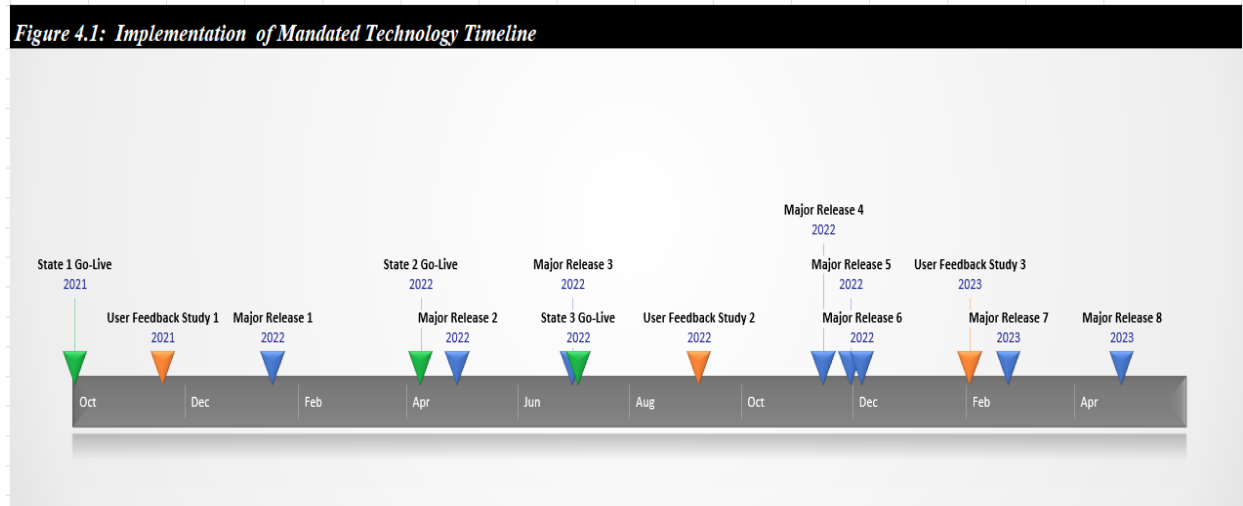 Figure 4.1: Implementation of Mandated Technology Timeline
Major Release 4
2022
State 1 Go-Live
2021
State 2 Go-Live
2022
Major Release 3
2022
Major Release 5
2022
User Feedback Study 3
2023
User Feedback Study 1
2021
Major Release 1
2022
Major Release 2
2022
State 3 Go-Live
2022
User Feedback Study 2
2022
Major Release 6
2022
Major Release 7
2023
Major Release 8
2023
Oct
Dec
Feb
Apr
Jun
Aug
Oct
Dec
Feb
Apr